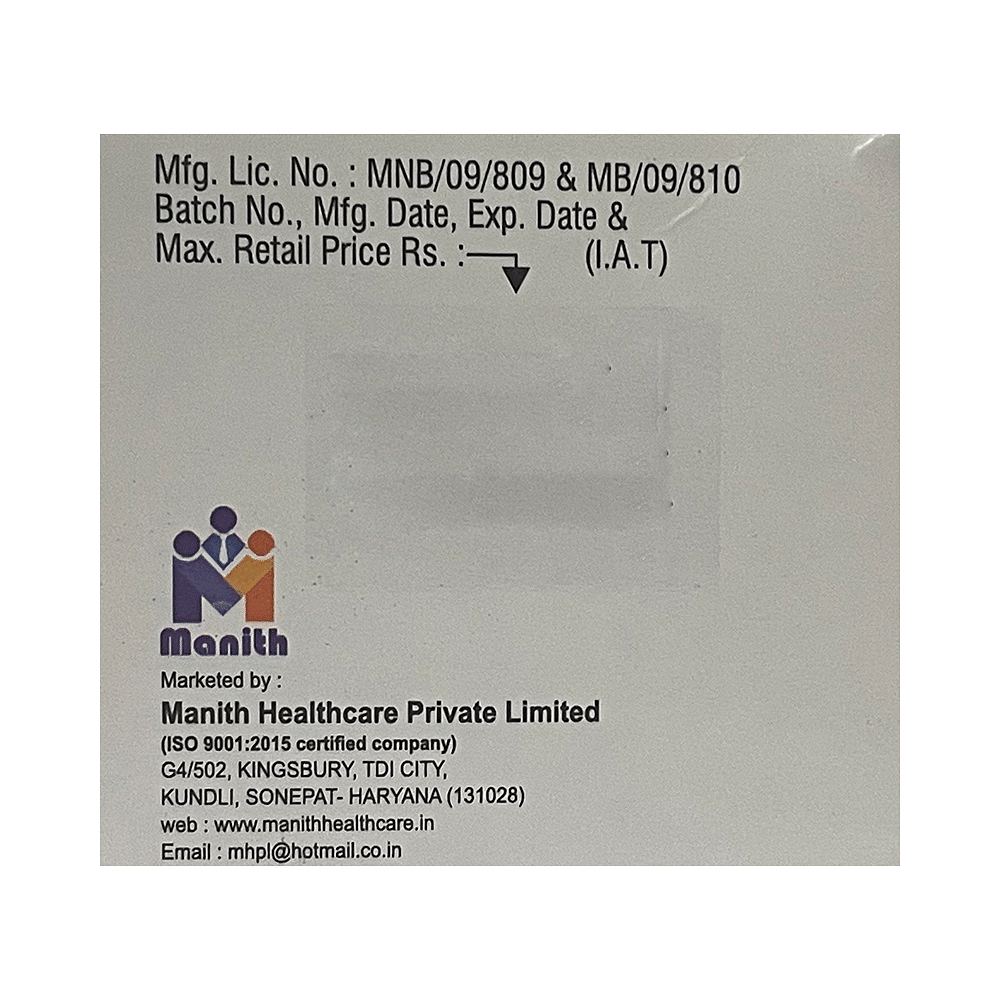 Mfg. Lic. No. : MNB/09/809 & MB/09/810
Batch No., Mfg. Date, Exp. Date &
Max. Retail Price Rs. : (I.A.T)
Manith
Marketed by :
Manith Healthcare Private Limited
(ISO 9001:2015 certified company)
G4/502, KINGSBURY, TDI CITY,
KUNDLI, SONEPAT- HARYANA (131028)
web : www.manithhealthcare.in
Email : mhpl@hotmail.co.in